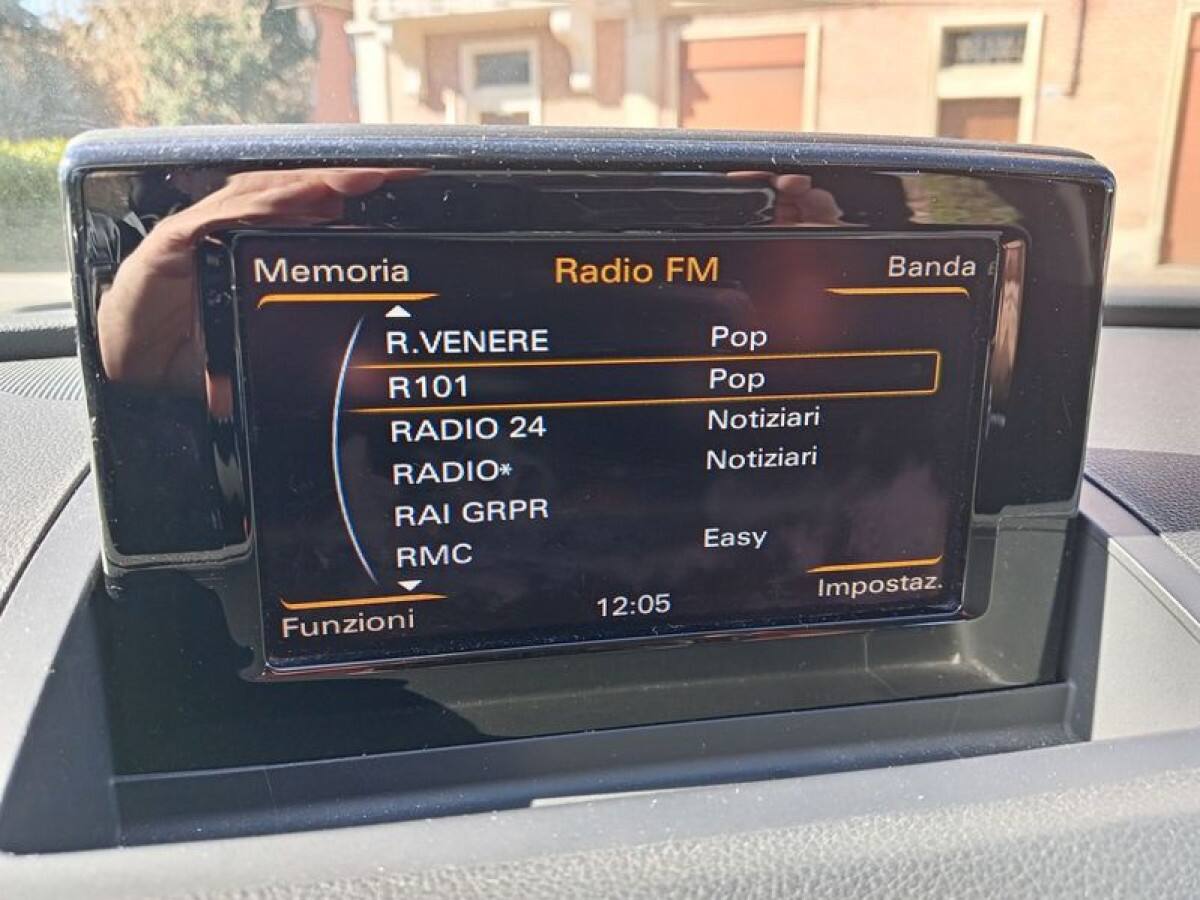 Memoria Radio FM Banda
R.VENERE Pop
R101 Pop
RADIO 24 Notiziari
RADIO* Notiziari
RAI GRPR
RMC Easy
Funzioni 12:05 Impostaz.